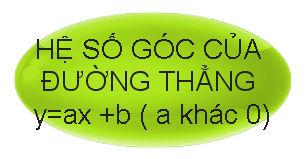 HỆ SỐ GÓC CỦA
ĐƯỜNG THẲNG
y=ax +b ( a khác 0)